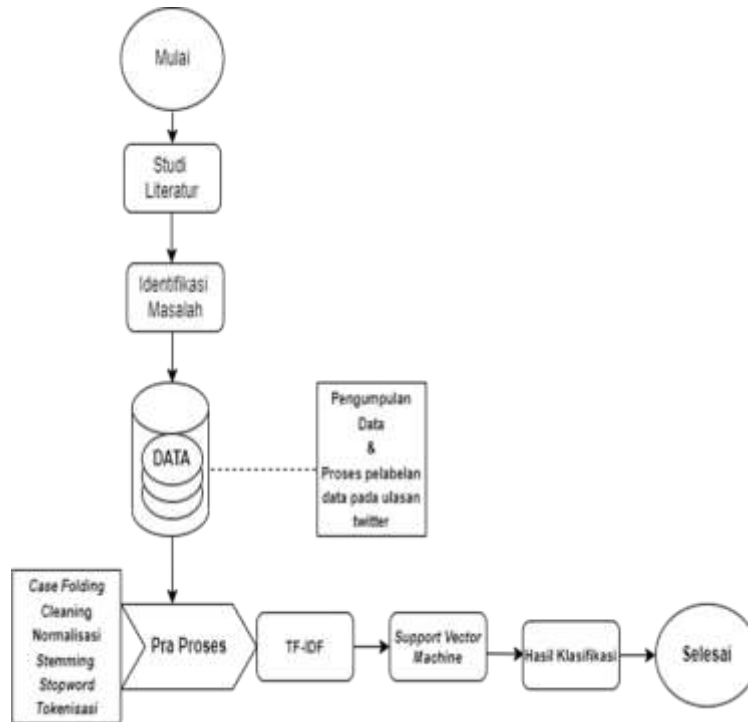 Mulai
Studi
Literatur
Identifikasi
Masalah
DATA
Pengumpulan
Data
&
Proses pelabelan
data pada ulasan
twitter
Case Folding
Cleaning
Normalisasi
Stemming
Stopword
Tokenisasi
Pra Proses
TF-IDF
Support Vector
Machine
Hasil Klasifikasi
Selesai